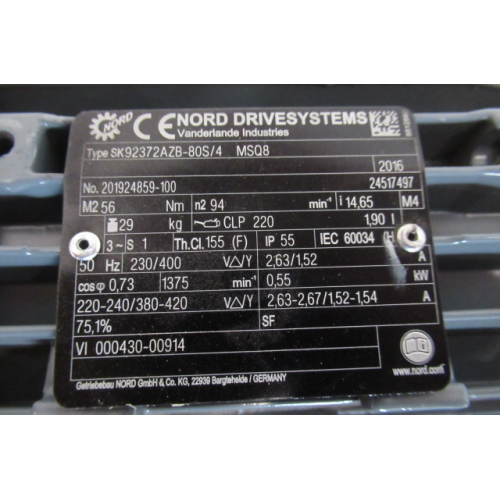 NORD CE NORD DRIVESYSTEMS
Vanderlande Industries
Type SK92372AZB-80S/4 MSQ8
2016
No. 201924859-100 24517497
M2 56 Nm n2 94 min⁻¹ i 14,65 M4
29 kg CLP 220 1,90 l
3~ S 1 Th.Cl. 155 (F) IP 55 IEC 60034 (H)
50 Hz 230/400 V△/Y 2,63/1,52 A
cos φ 0,73 1375 min⁻¹ 0,55 kW
220-240/380-420 V△/Y 2,63-2,67/1,52-1,54 A
75,1% SF
VI 000430-00914
Getriebebau NORD GmbH & Co. KG, 22939 Bargteheide / GERMANY www.nord.com